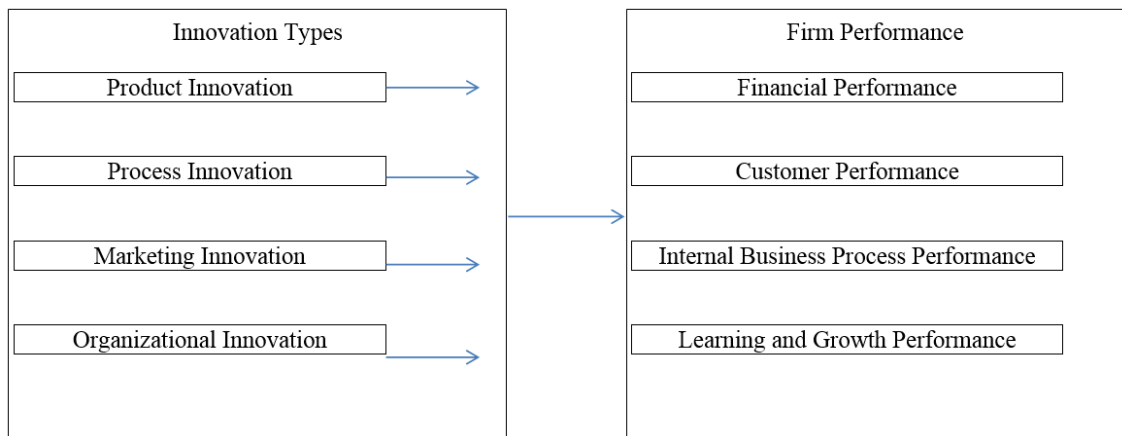 Innovation Types
Product Innovation
Process Innovation
Marketing Innovation
Organizational Innovation
Firm Performance
Financial Performance
Customer Performance
Internal Business Process Performance
Learning and Growth Performance